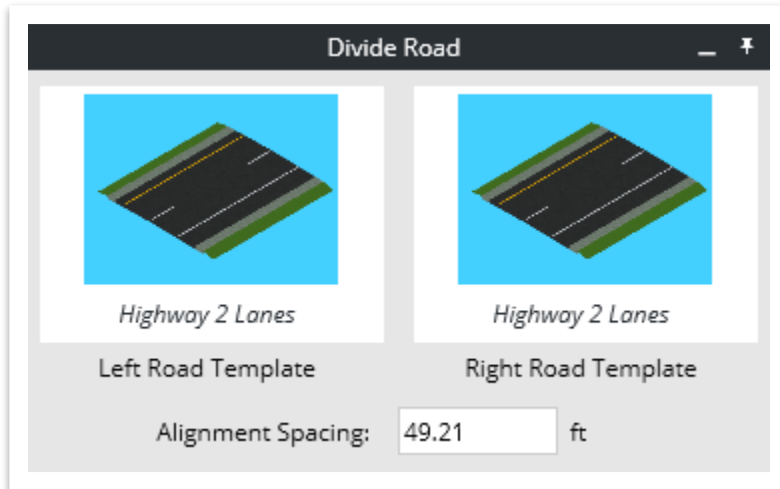 Divide Road
Highway 2 Lanes
Highway 2 Lanes
Left Road Template
Right Road Template
Alignment Spacing: 49.21 ft